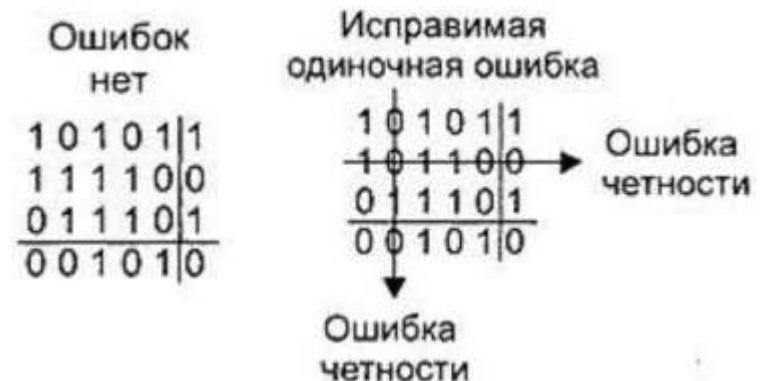 Ошибок
нет
1 0 1 0 1 1
1 1 1 1 0 0
0 1 1 1 0 1
0 0 1 0 1 0
Исправимая
одиночная ошибка
1 0 1 0 1 1
1 0 1 1 0 0
0 1 1 1 0 1
0 0 1 0 1 0
Ошибка
четности
Ошибка
четности